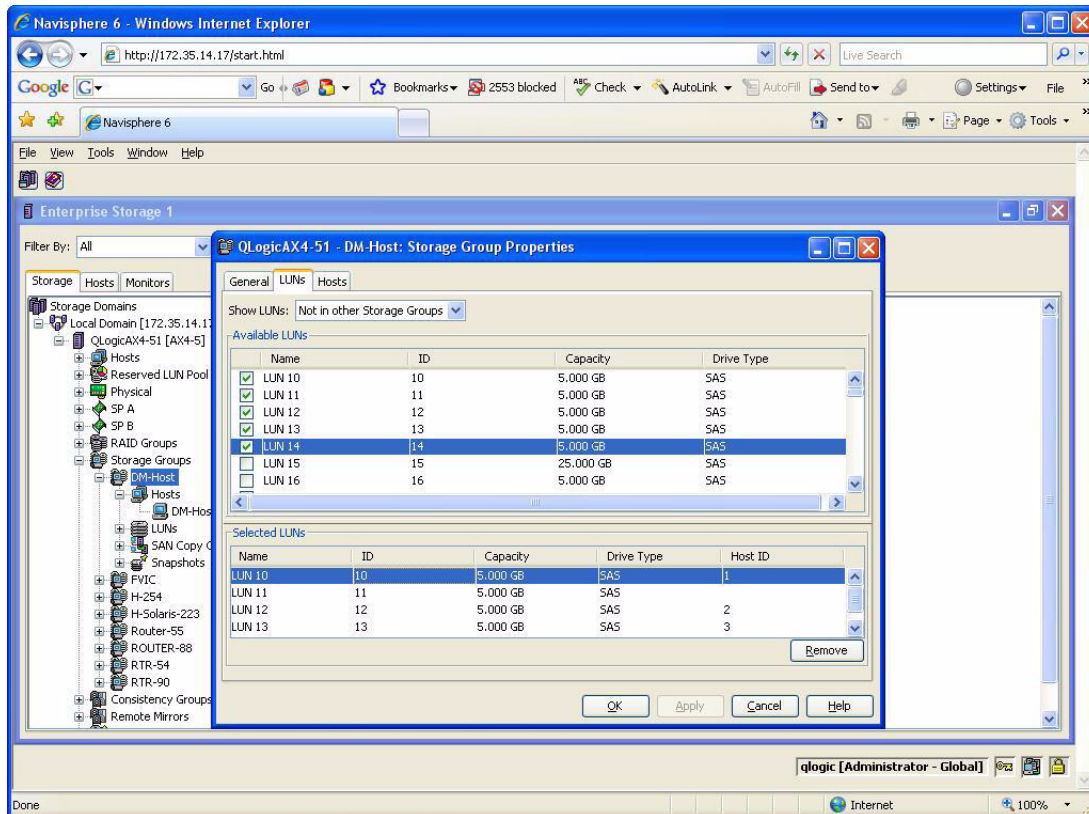 Navisphere 6 - Windows Internet Explorer
http://172.35.14.17/start.html
Live Search
Google G Go Bookmarks 2553 blocked ABC Check AutoLink AutoFill Send to Settings File »
Navisphere 6 Page Tools »
File View Tools Window Help
Enterprise Storage 1
Filter By: All
Storage Hosts Monitors
Storage Domains
Local Domain [172.35.14.17
QLogicAX4-51 [AX4-5]
Hosts
Reserved LUN Pool
Physical
SP A
SP B
RAID Groups
Storage Groups
DM-Host
Hosts
DM-Hos
LUNs
SAN Copy C
Snapshots
FVIC
H-254
H-Solaris-223
Router-55
ROUTER-88
RTR-54
RTR-90
Consistency Groups
Remote Mirrors
QLogicAX4-51 - DM-Host: Storage Group Properties
General LUNs Hosts
Show LUNs: Not in other Storage Groups
Available LUNs
Name ID Capacity Drive Type
LUN 10 10 5.000 GB SAS
LUN 11 11 5.000 GB SAS
LUN 12 12 5.000 GB SAS
LUN 13 13 5.000 GB SAS
LUN 14 14 5.000 GB SAS
LUN 15 15 25.000 GB SAS
LUN 16 16 5.000 GB SAS
Selected LUNs
Name ID Capacity Drive Type Host ID
LUN 10 10 5.000 GB SAS 1
LUN 11 11 5.000 GB SAS
LUN 12 12 5.000 GB SAS 2
LUN 13 13 5.000 GB SAS 3
Remove
OK Apply Cancel Help
qlogic [Administrator - Global]
Done Internet 100%